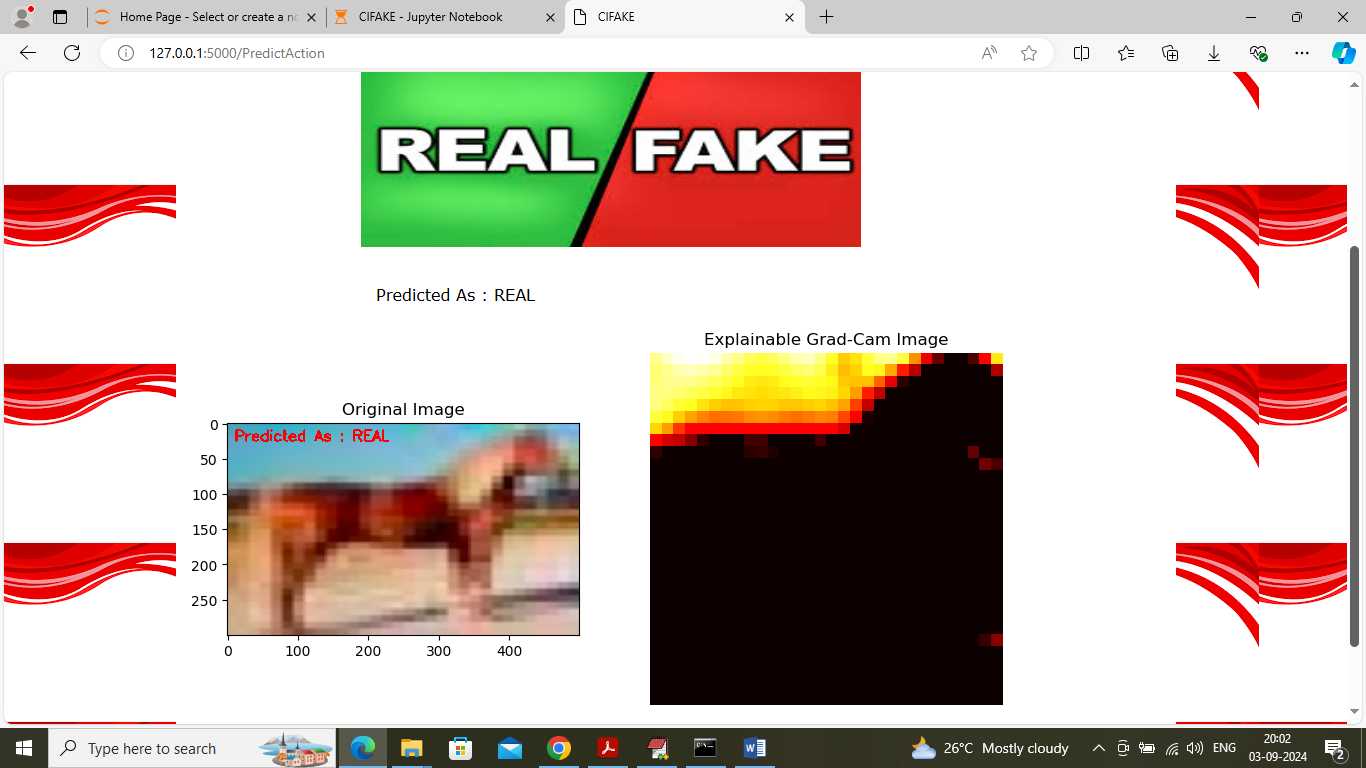 Home Page - Select or create a no
CIFAKE - Jupyter Notebook
CIFAKE
127.0.0.1:5000/PredictAction
REAL FAKE
Predicted As : REAL
Explainable Grad-Cam Image
Original Image
Predicted As : REAL
0
50
100
150
200
250
0 100 200 300 400
Type here to search
26°C Mostly cloudy
ENG
20:02
03-09-2024
2